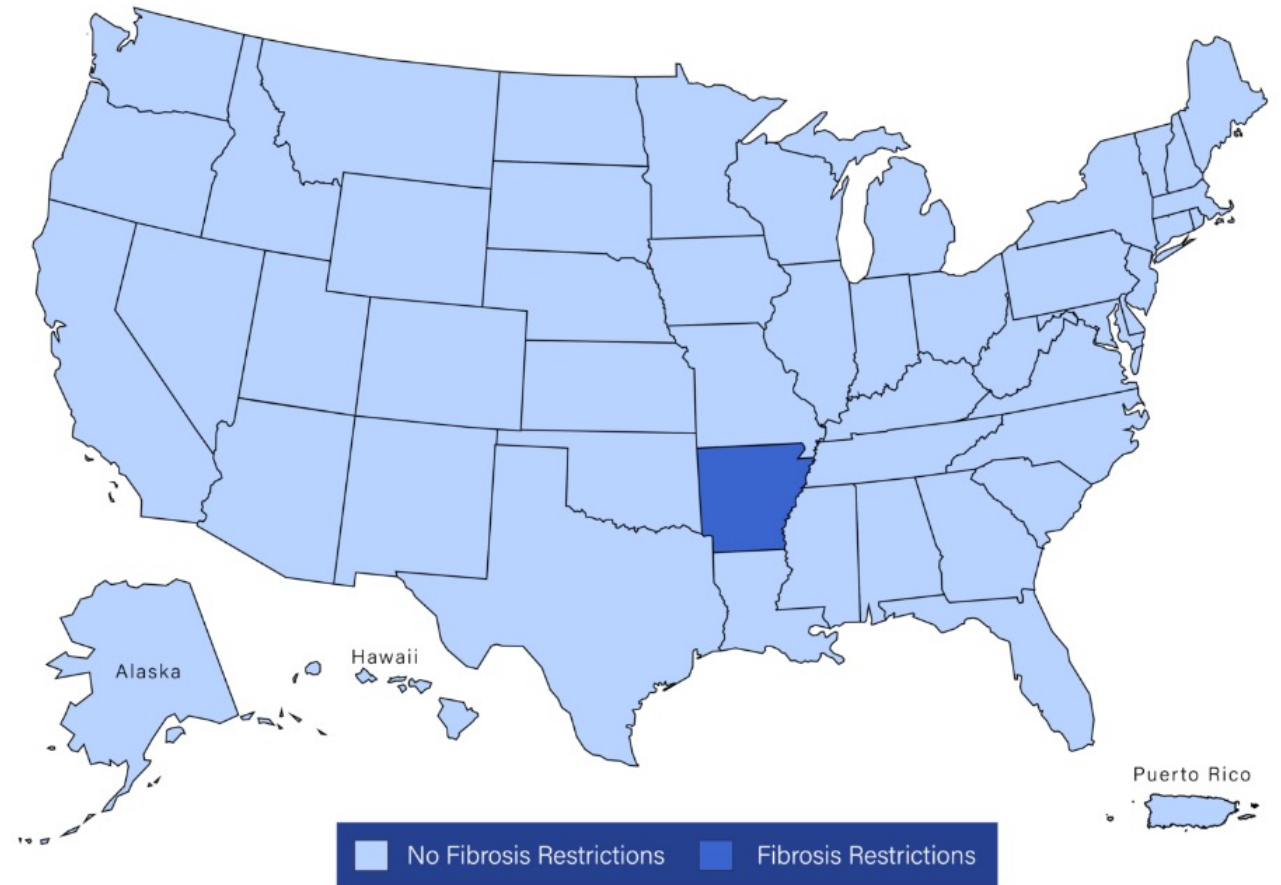 Alaska
Hawaii
Puerto Rico
No Fibrosis Restrictions
Fibrosis Restrictions